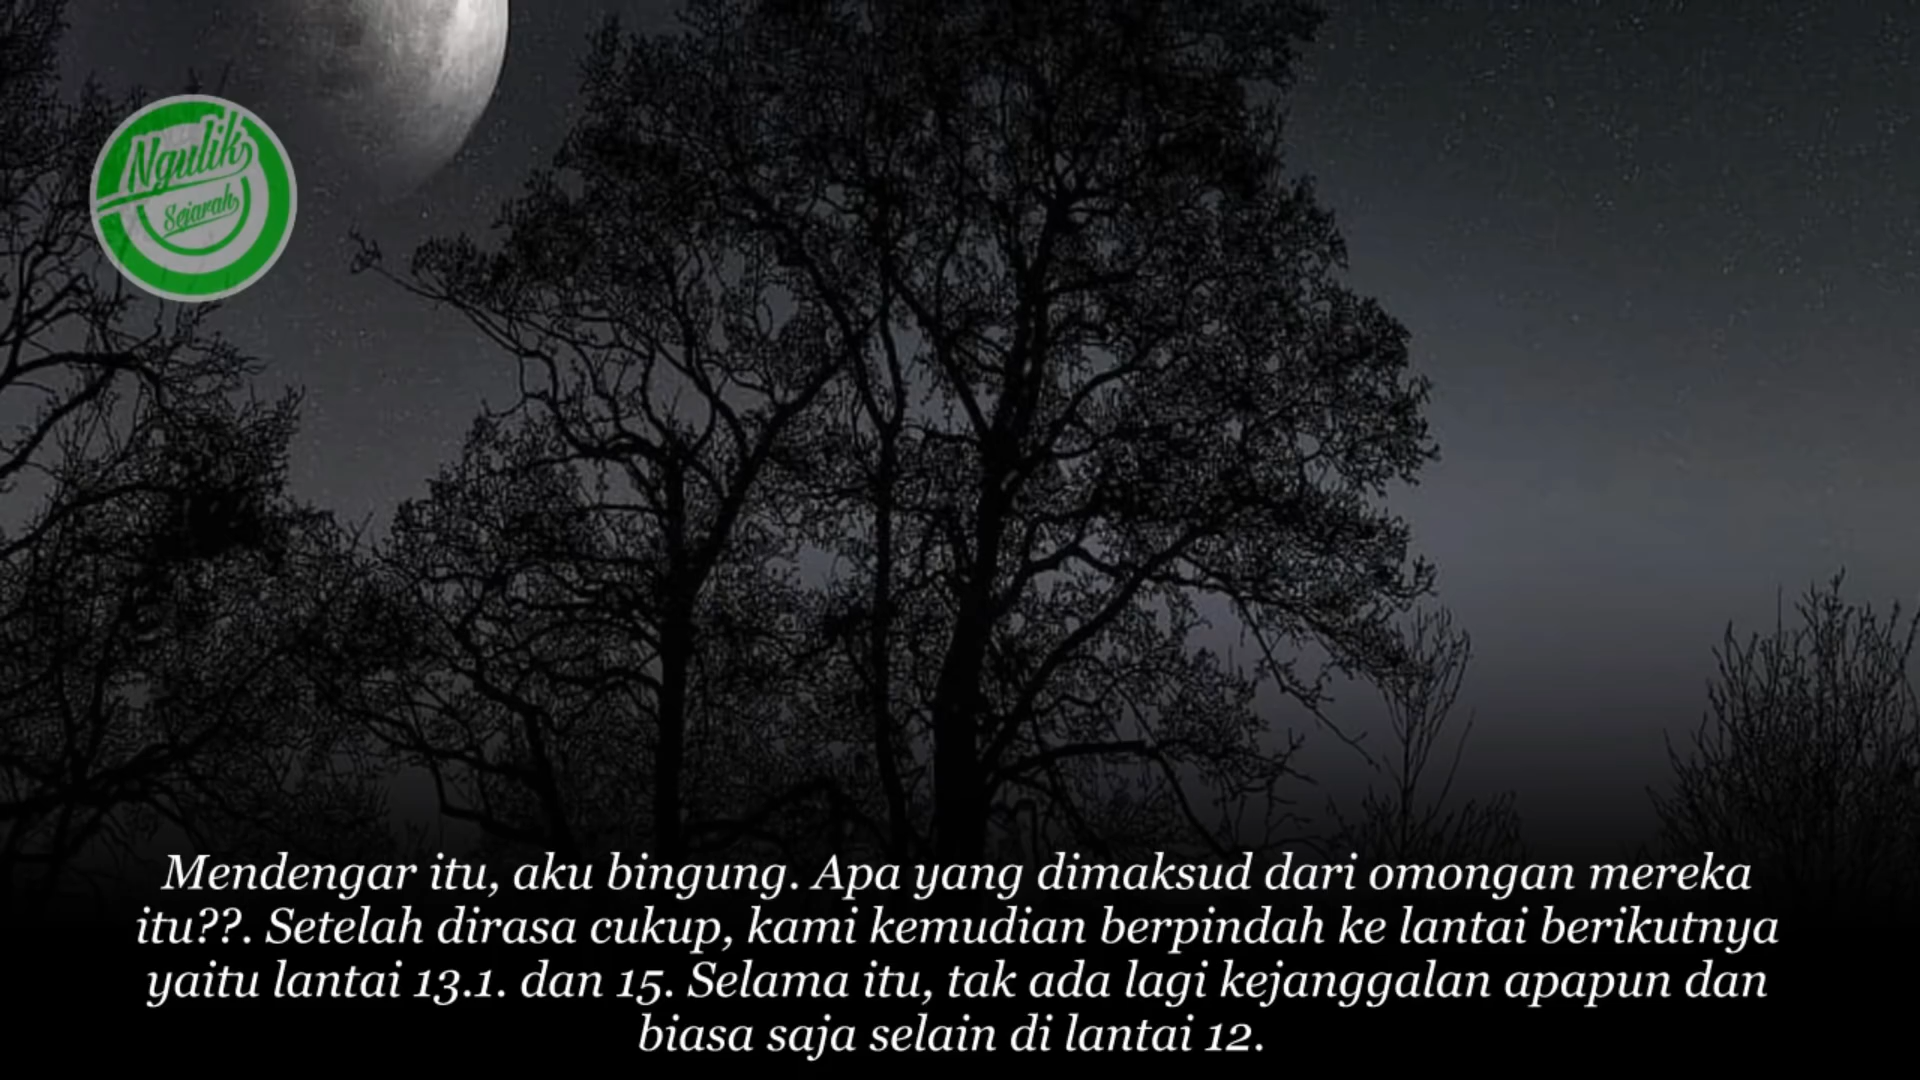 Ngulik
Sejarah
Mendengar itu, aku bingung. Apa yang dimaksud dari omongan mereka
itu??. Setelah dirasa cukup, kami kemudian berpindah ke lantai berikutnya
yaitu lantai 13.1. dan 15. Selama itu, tak ada lagi kejanggalan apapun dan
biasa saja selain di lantai 12.